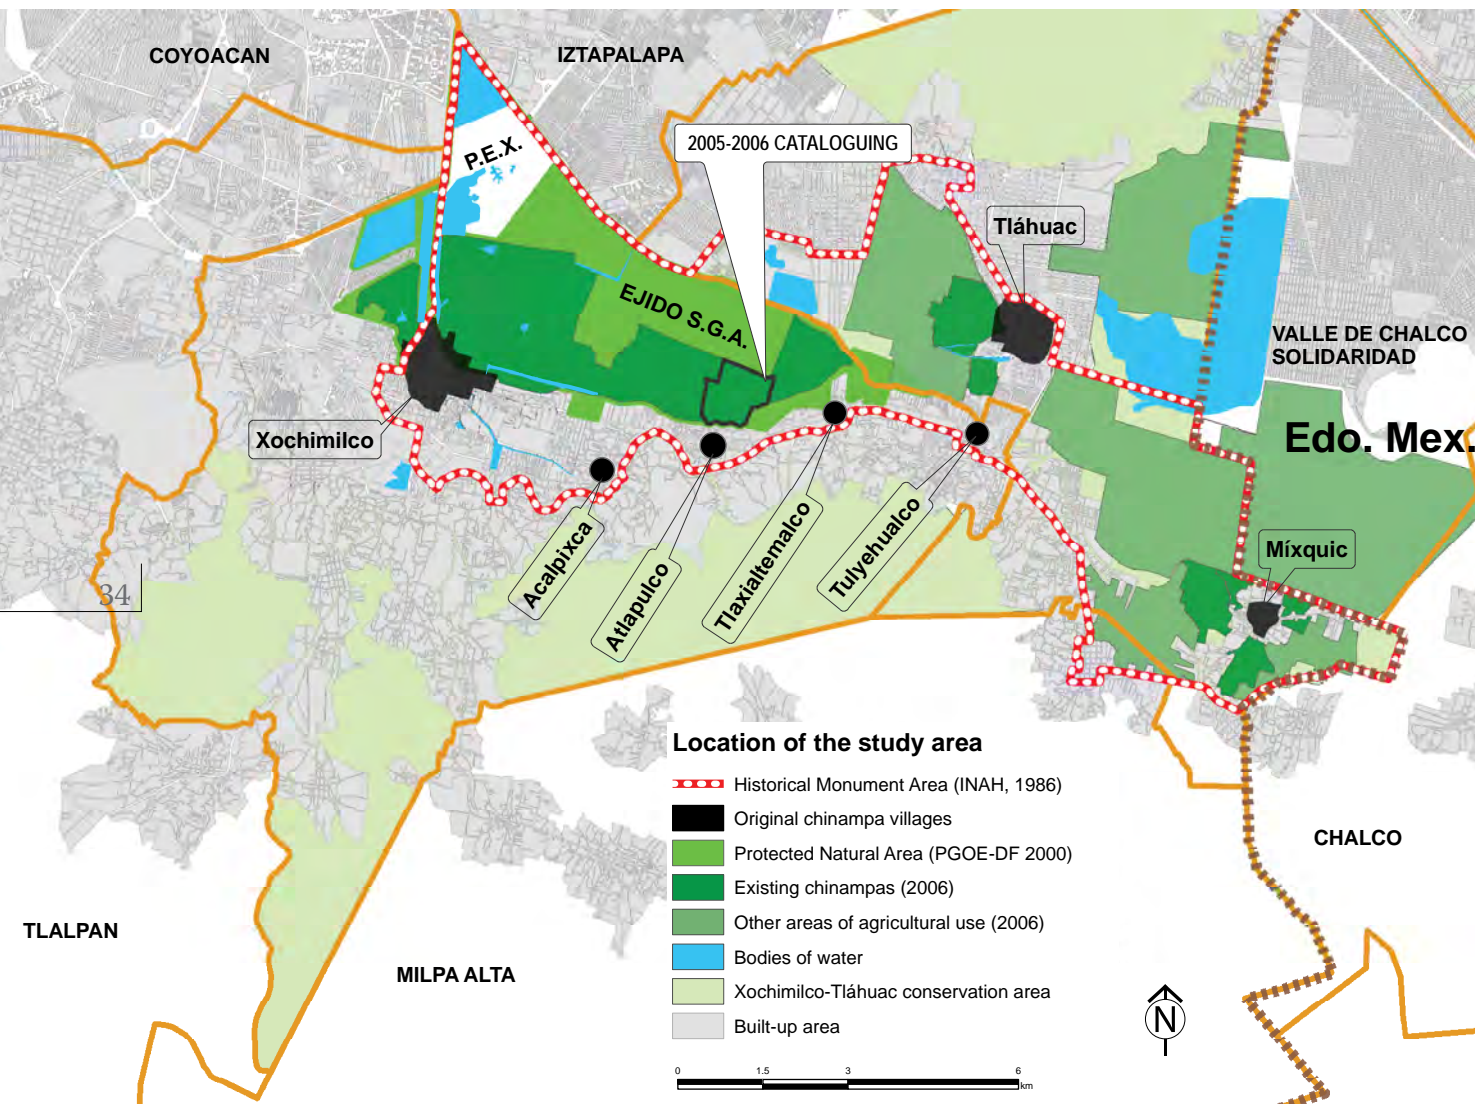 COYOACAN
IZTAPALAPA
P.E.X.
2005-2006 CATALOGUING
Tláhuac
EJIDO S.G.A.
VALLE DE CHALCO
SOLIDARIDAD
Xochimilco
Edo. Mex.
Acalpixca
Atlapulco
Tlaxialtemalco
Tulyehualco
Míxquic
34
Location of the study area
Historical Monument Area (INAH, 1986)
Original chinampa villages
Protected Natural Area (PGOE-DF 2000)
Existing chinampas (2006)
Other areas of agricultural use (2006)
Bodies of water
Xochimilco-Tláhuac conservation area
Built-up area
CHALCO
TLALPAN
MILPA ALTA
N
0 1.5 3 6
km